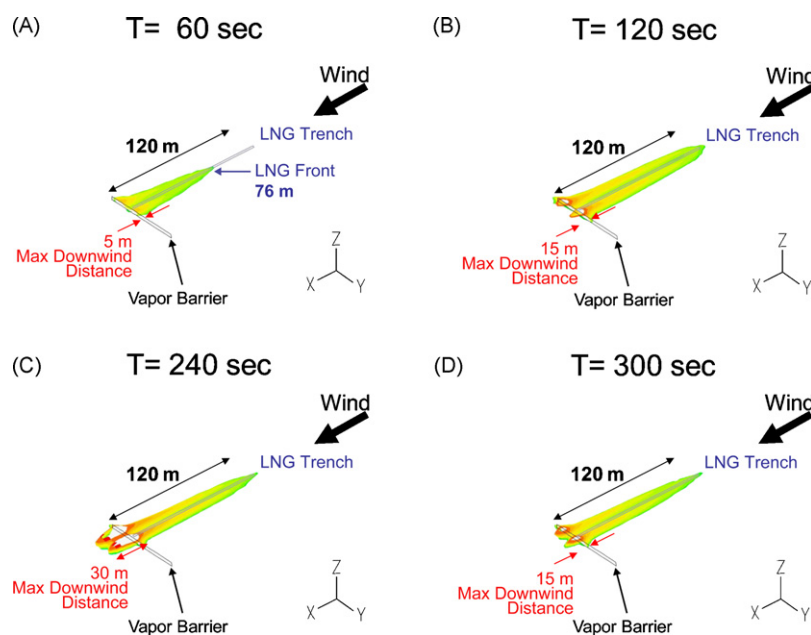 (A)
T= 60 sec
Wind
120 m
LNG Trench
LNG Front
76 m
5 m
Max Downwind
Distance
Vapor Barrier
Z
X
Y
(B)
T= 120 sec
Wind
120 m
LNG Trench
15 m
Max Downwind
Distance
Vapor Barrier
Z
X
Y
(C)
T= 240 sec
Wind
120 m
LNG Trench
30 m
Max Downwind
Distance
Vapor Barrier
Z
X
Y
(D)
T= 300 sec
Wind
120 m
LNG Trench
15 m
Max Downwind
Distance
Vapor Barrier
Z
X
Y